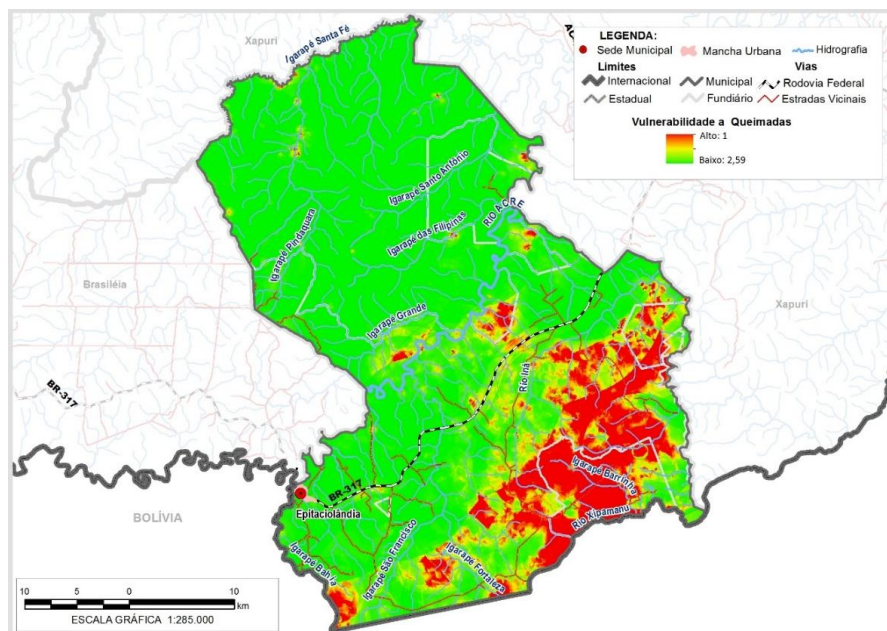 Xapuri
Igarapé Santa Fé
LEGENDA:
Sede Municipal
Mancha Urbana
Hidrografia
Limites
Vias
Internacional
Municipal
Rodovia Federal
Estadual
Fundiário
Estradas Vicinais
Vulnerabilidade a Queimadas
Alto: 1
Baixo: 2,59
Igarapé Santo Antônio
RIO ACRE
Igarapé das Filipinas
Igarapé Pindaquara
Brasiléia
Igarapé Grande
Xapuri
Rio Ina
BR-317
BR-317
Igarapé Barrinha
Epitaciolândia
BOLÍVIA
Rio Xipamanu
Igarapé São Francisco
Igarapé Bahia
Igarapé Fortaleza
10 5 0 10
km
ESCALA GRÁFICA 1:285.000